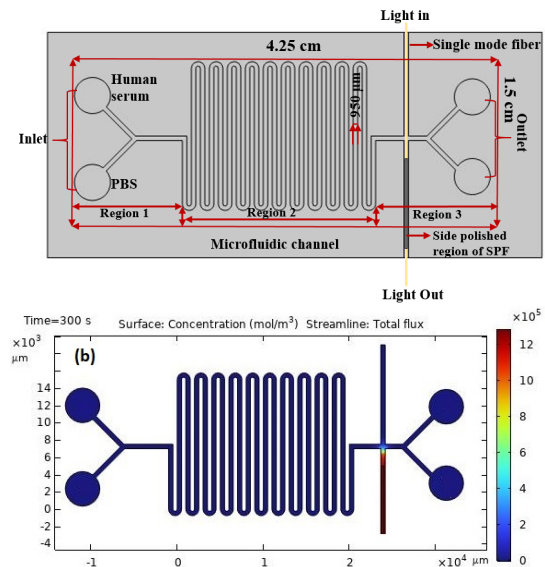 Light in
4.25 cm
Single mode fiber
Human
serum
950 μm
1.5 cm
Inlet
Outlet
PBS
Region 1
Region 2
Region 3
Microfluidic channel
Side polished
region of SPF
Light Out
Time=300 s Surface: Concentration (mol/m³) Streamline: Total flux
×10³
μm
×10⁵
(b)
14
12
10
8
6
4
2
0
-2
-4
12
10
8
6
4
2
0
-1
0
1
2
×10⁴ μm